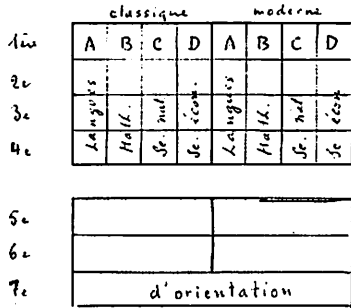 classique moderne
1ère A B C D A B C D
2e
3e
4e
Langues Math. Sc. nat Sc. écon. Langues Math. Sc. nat Sc. écon
5e
6e
7e d'orientation